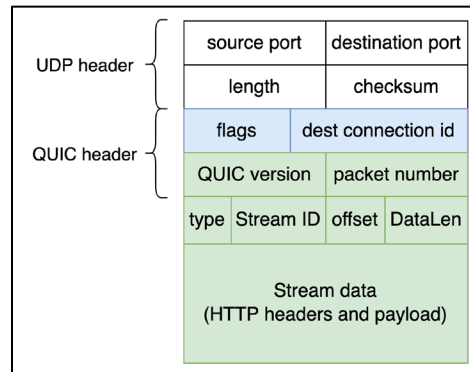 UDP header
source port destination port
length checksum
QUIC header
flags dest connection id
QUIC version packet number
type Stream ID offset DataLen
Stream data
(HTTP headers and payload)